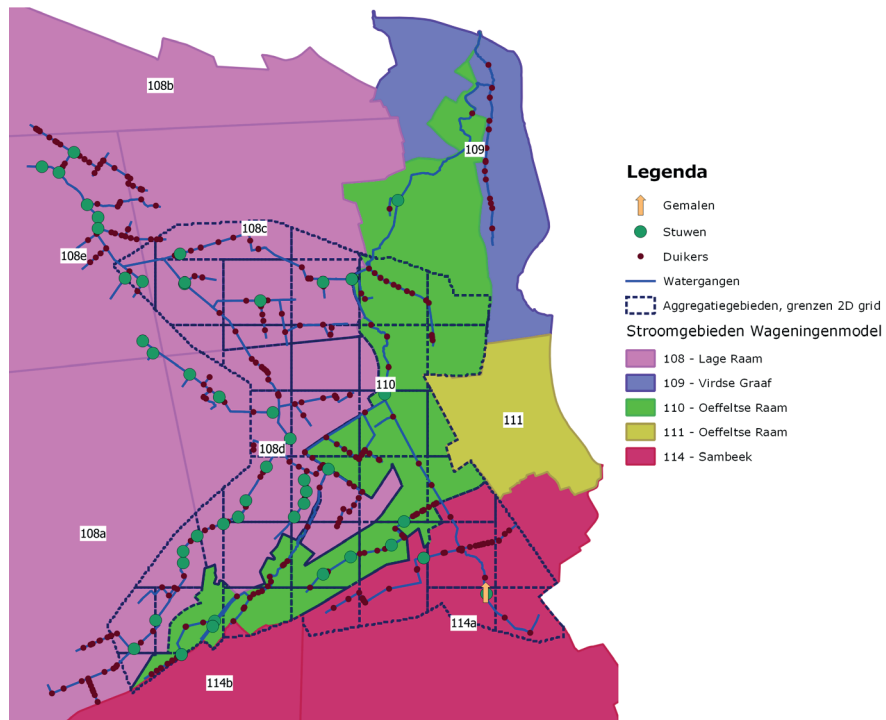 108b
109
108c
108e
110
111
108d
108a
114a
114b
Legenda
Gemalen
Stuwen
Duikers
Watergangen
Aggregatiegebieden, grenzen 2D grid
Stroomgebieden Wageningenmodel
108 - Lage Raam
109 - Virdse Graaf
110 - Oeffeltse Raam
111 - Oeffeltse Raam
114 - Sambeek